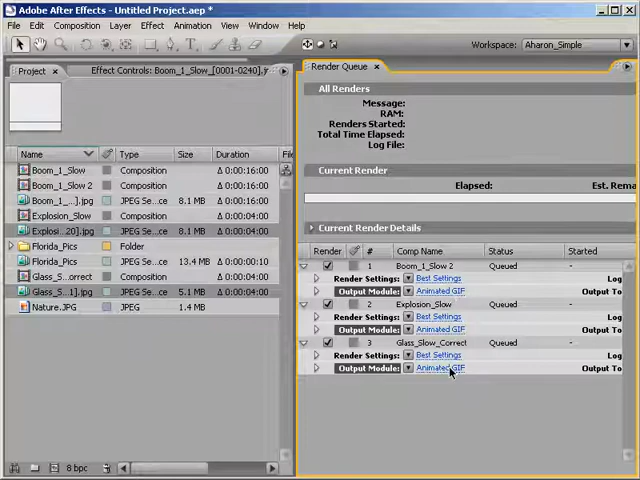 Adobe After Effects - Untitled Project.aep *
File Edit Composition Layer Effect Animation View Window Help
Workspace: Aharon_Simple
Project × Effect Controls: Boom_1_Slow_[0001-0240].jr
Render Queue ×
All Renders
Message:
RAM:
Renders Started:
Total Time Elapsed:
Log File:
Current Render
Elapsed: Est. Rema
Current Render Details
Name Type Size Duration File
Boom_1_Slow Composition Δ 0:00:16:00
Boom_1_Slow 2 Composition Δ 0:00:16:00
Boom_1_...].jpg JPEG Se...ce 8.1 MB Δ 0:00:16:00
Explosion_Slow Composition Δ 0:00:04:00
Explosi...20].jpg JPEG Se...ce 8.1 MB Δ 0:00:04:00
Florida_Pics Folder
Florida_Pics JPEG Se...ce 13.4 MB Δ 0:00:00:10
Glass_S...orrect Composition Δ 0:00:04:00
Glass_S...1].jpg JPEG Se...ce 5.1 MB Δ 0:00:04:00
Nature.JPG JPEG 1.4 MB
8 bpc
Render # Comp Name Status Started
1 Boom_1_Slow 2 Queued -
Render Settings: Best Settings Log
Output Module: Animated GIF Output To
2 Explosion_Slow Queued -
Render Settings: Best Settings Log
Output Module: Animated GIF Output To
3 Glass_Slow_Correct Queued -
Render Settings: Best Settings Log
Output Module: Animated GIF Output To